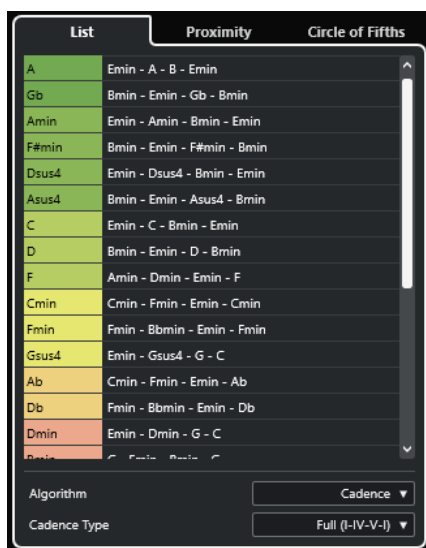 List Proximity Circle of Fifths
A Emin - A - B - Emin
Gb Bmin - Emin - Gb - Bmin
Amin Emin - Amin - Bmin - Emin
F#min Bmin - Emin - F#min - Bmin
Dsus4 Emin - Dsus4 - Bmin - Emin
Asus4 Bmin - Emin - Asus4 - Bmin
C Emin - C - Bmin - Emin
D Bmin - Emin - D - Bmin
F Amin - Dmin - Emin - F
Cmin Cmin - Fmin - Emin - Cmin
Fmin Fmin - Bbmin - Emin - Fmin
Gsus4 Emin - Gsus4 - G - C
Ab Cmin - Fmin - Emin - Ab
Db Fmin - Bbmin - Emin - Db
Dmin Emin - Dmin - G - C
Algorithm Cadence
Cadence Type Full (I-IV-V-I)